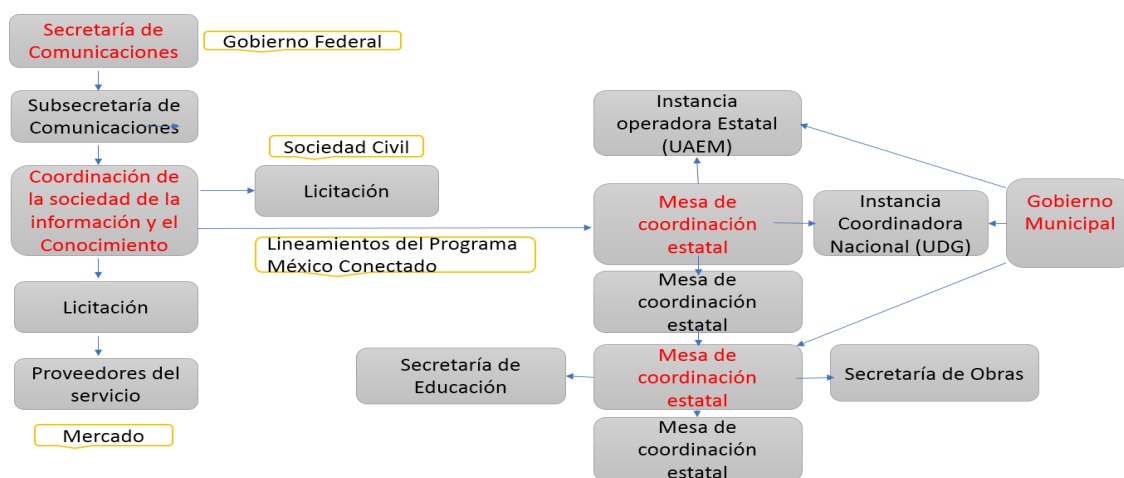 Secretaría de
Comunicaciones
Gobierno Federal
Subsecretaría de
Comunicaciones
Coordinación de
la sociedad de la
información y el
Conocimiento
Licitación
Proveedores del
servicio
Mercado
Sociedad Civil
Licitación
Lineamientos del Programa
México Conectado
Instancia
operadora Estatal
(UAEM)
Mesa de
coordinación
estatal
Instancia
Coordinadora
Nacional (UDG)
Gobierno
Municipal
Mesa de
coordinación
estatal
Secretaría de
Educación
Mesa de
coordinación
estatal
Secretaría de Obras
Mesa de
coordinación
estatal